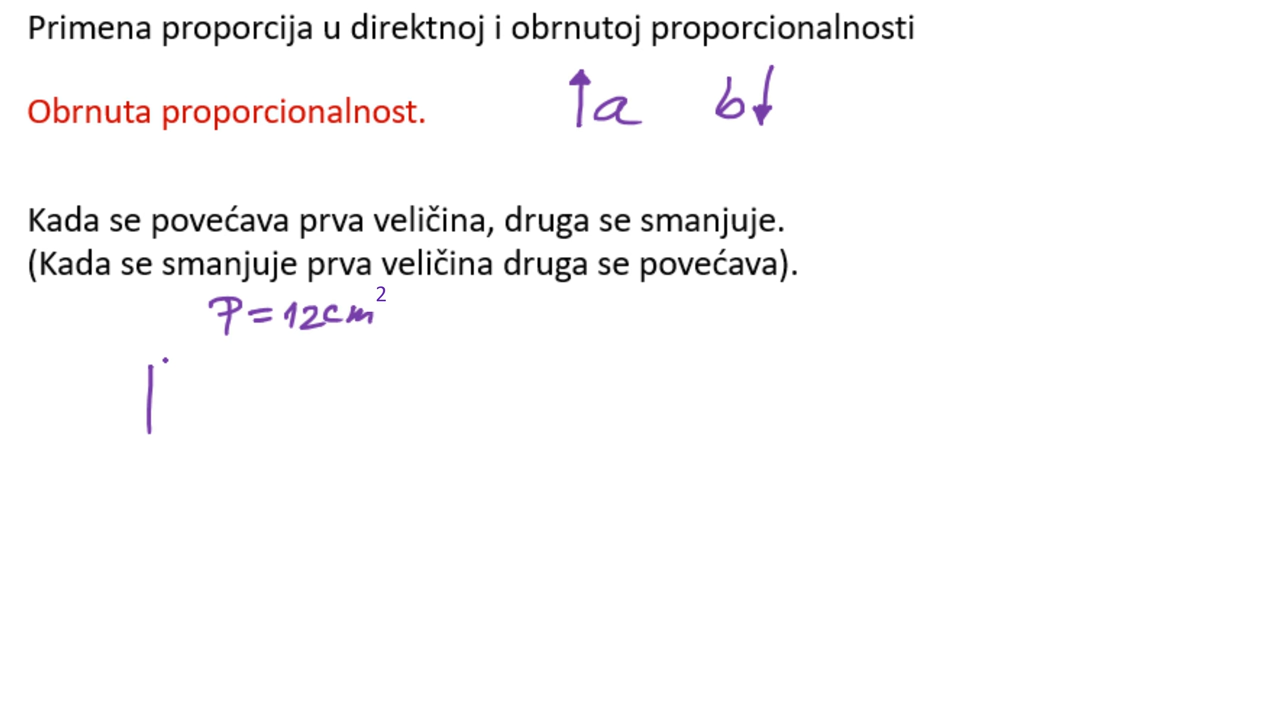 Primena proporcija u direktnoj i obrnutoj proporcionalnosti
Obrnuta proporcionalnost. ↑a b↓
Kada se povećava prva veličina, druga se smanjuje.
(Kada se smanjuje prva veličina druga se povećava).
P=12cm²